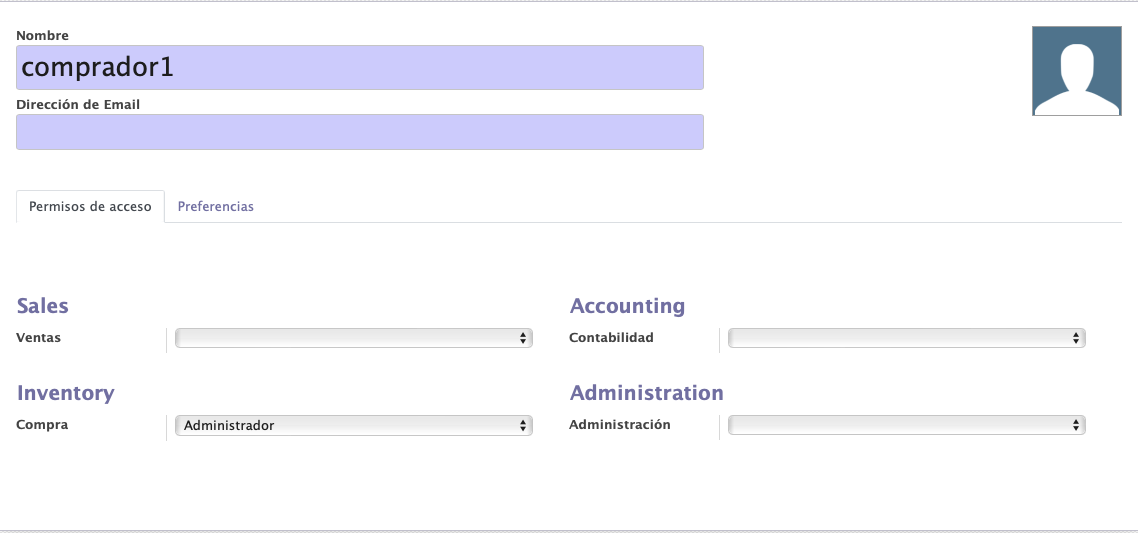 Nombre
comprador1
Dirección de Email
Permisos de acceso Preferencias
Sales
Ventas
Accounting
Contabilidad
Inventory
Compra Administrador
Administration
Administración